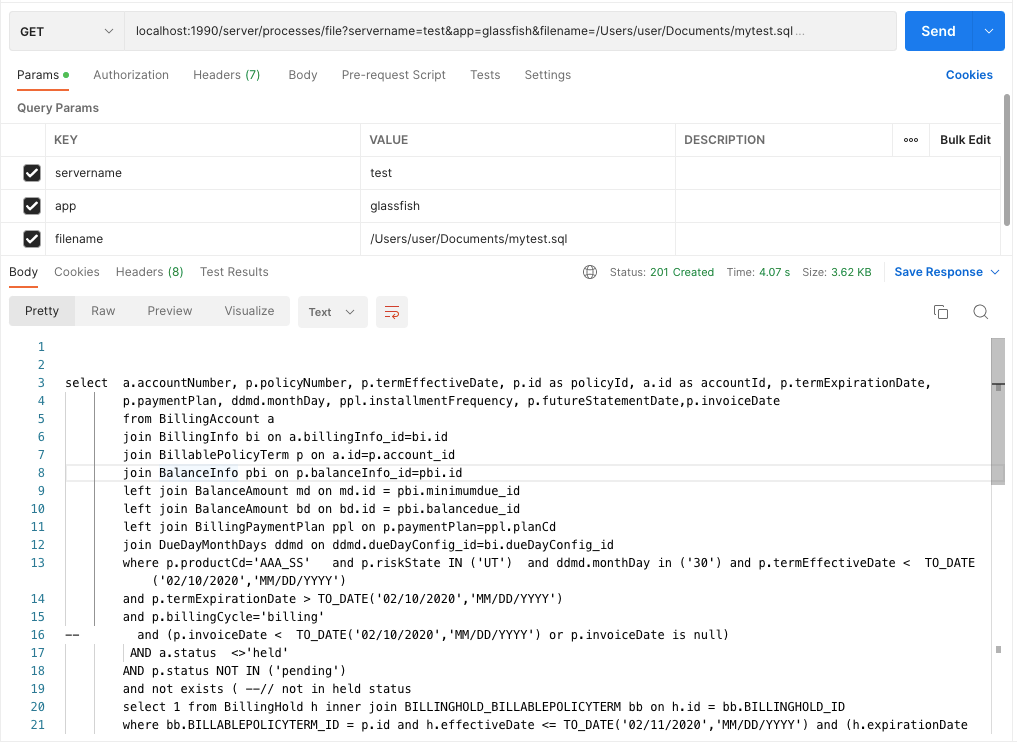 GET localhost:1990/server/processes/file?servername=test&app=glassfish&filename=/Users/user/Documents/mytest.sql... Send
Params Authorization Headers (7) Body Pre-request Script Tests Settings Cookies
Query Params
KEY VALUE DESCRIPTION ooo Bulk Edit
servername test
app glassfish
filename /Users/user/Documents/mytest.sql
Body Cookies Headers (8) Test Results Status: 201 Created Time: 4.07 s Size: 3.62 KB Save Response
Pretty Raw Preview Visualize Text
1
2
3 select  a.accountNumber, p.policyNumber, p.termEffectiveDate, p.id as policyId, a.id as accountId, p.termExpirationDate,
4 p.paymentPlan, ddmd.monthDay, ppl.installmentFrequency, p.futureStatementDate,p.invoiceDate
5 from BillingAccount a
6 join BillingInfo bi on a.billingInfo_id=bi.id
7 join BillablePolicyTerm p on a.id=p.account_id
8 join BalanceInfo pbi on p.balanceInfo_id=pbi.id
9 left join BalanceAmount md on md.id = pbi.minimumdue_id
10 left join BalanceAmount bd on bd.id = pbi.balancedue_id
11 left join BillingPaymentPlan ppl on p.paymentPlan=ppl.planCd
12 join DueDayMonthDays ddmd on ddmd.dueDayConfig_id=bi.dueDayConfig_id
13 where p.productCd='AAA_SS'   and p.riskState IN ('UT')  and ddmd.monthDay in ('30') and p.termEffectiveDate <  TO_DATE
('02/10/2020','MM/DD/YYYY')
14 and p.termExpirationDate > TO_DATE('02/10/2020','MM/DD/YYYY')
15 and p.billingCycle='billing'
16 --        and (p.invoiceDate <  TO_DATE('02/10/2020','MM/DD/YYYY') or p.invoiceDate is null)
17 AND a.status  <>'held'
18 AND p.status NOT IN ('pending')
19 and not exists ( --// not in held status
20 select 1 from BillingHold h inner join BILLINGHOLD_BILLABLEPOLICYTERM bb on h.id = bb.BILLINGHOLD_ID
21 where bb.BILLABLEPOLICYTERM_ID = p.id and h.effectiveDate <= TO_DATE('02/11/2020','MM/DD/YYYY') and (h.expirationDate